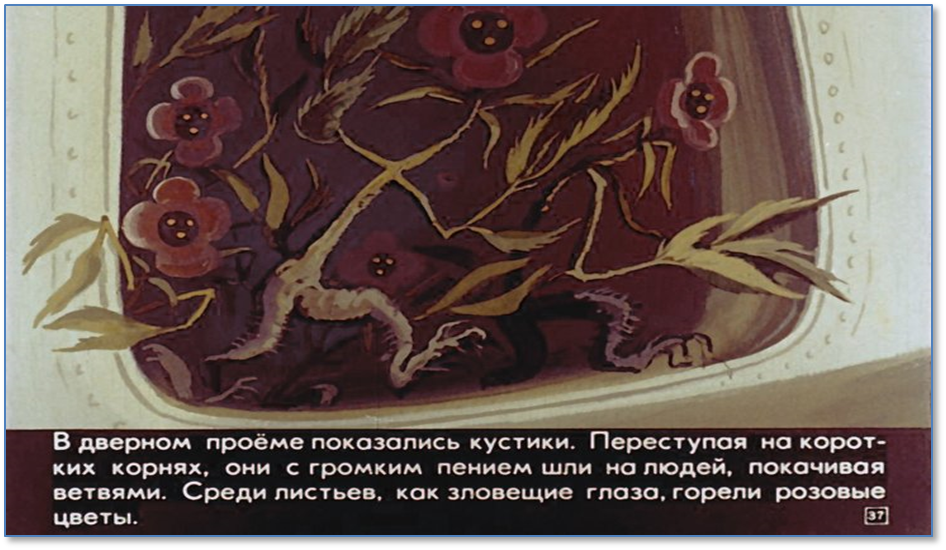 В дверном проёме показались кустики. Переступая на корот-
ких корнях, они с громким пением шли на людей, покачивая
ветвями. Среди листьев, как зловещие глаза, горели розовые
цветы.
37